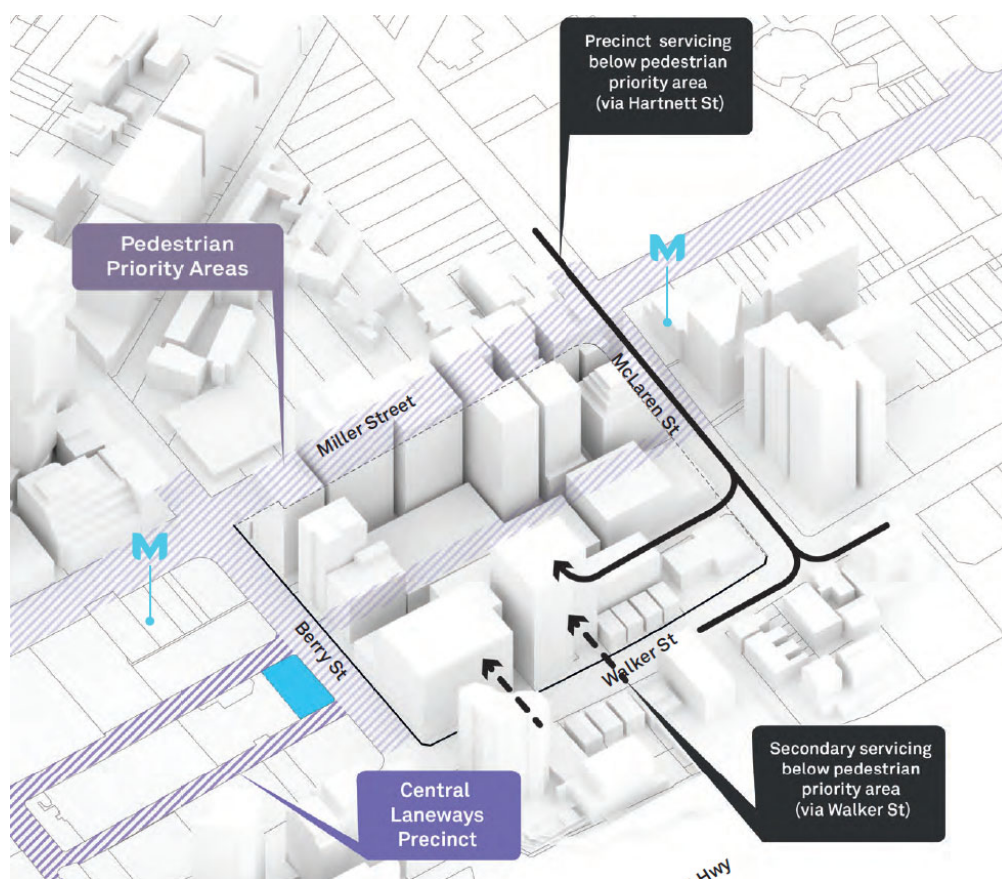 Precinct servicing
below pedestrian
priority area
(via Hartnett St)
Pedestrian
Priority Areas
M
McLaren St
Miller Street
M
Berry St
Walker St
Secondary servicing
below pedestrian
priority area
(via Walker St)
Central
Laneways
Precinct
Hwy